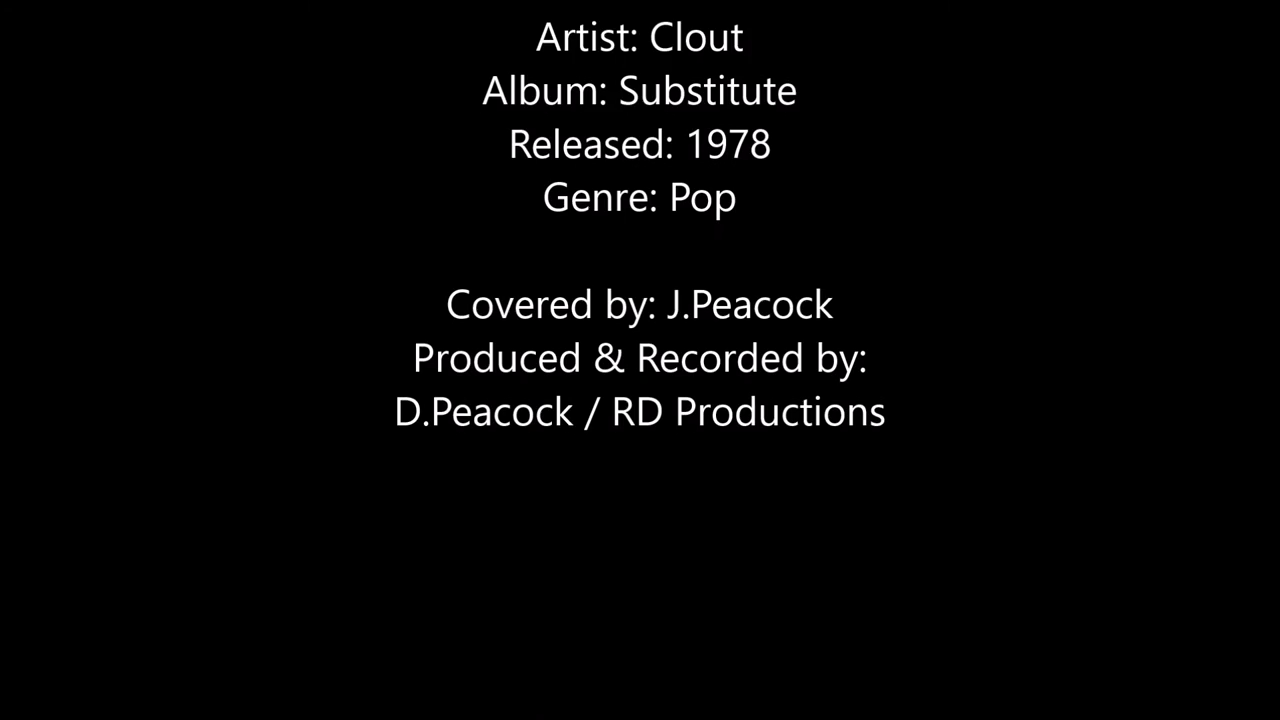 Artist: Clout
Album: Substitute
Released: 1978
Genre: Pop
Covered by: J.Peacock
Produced & Recorded by:
D.Peacock / RD Productions